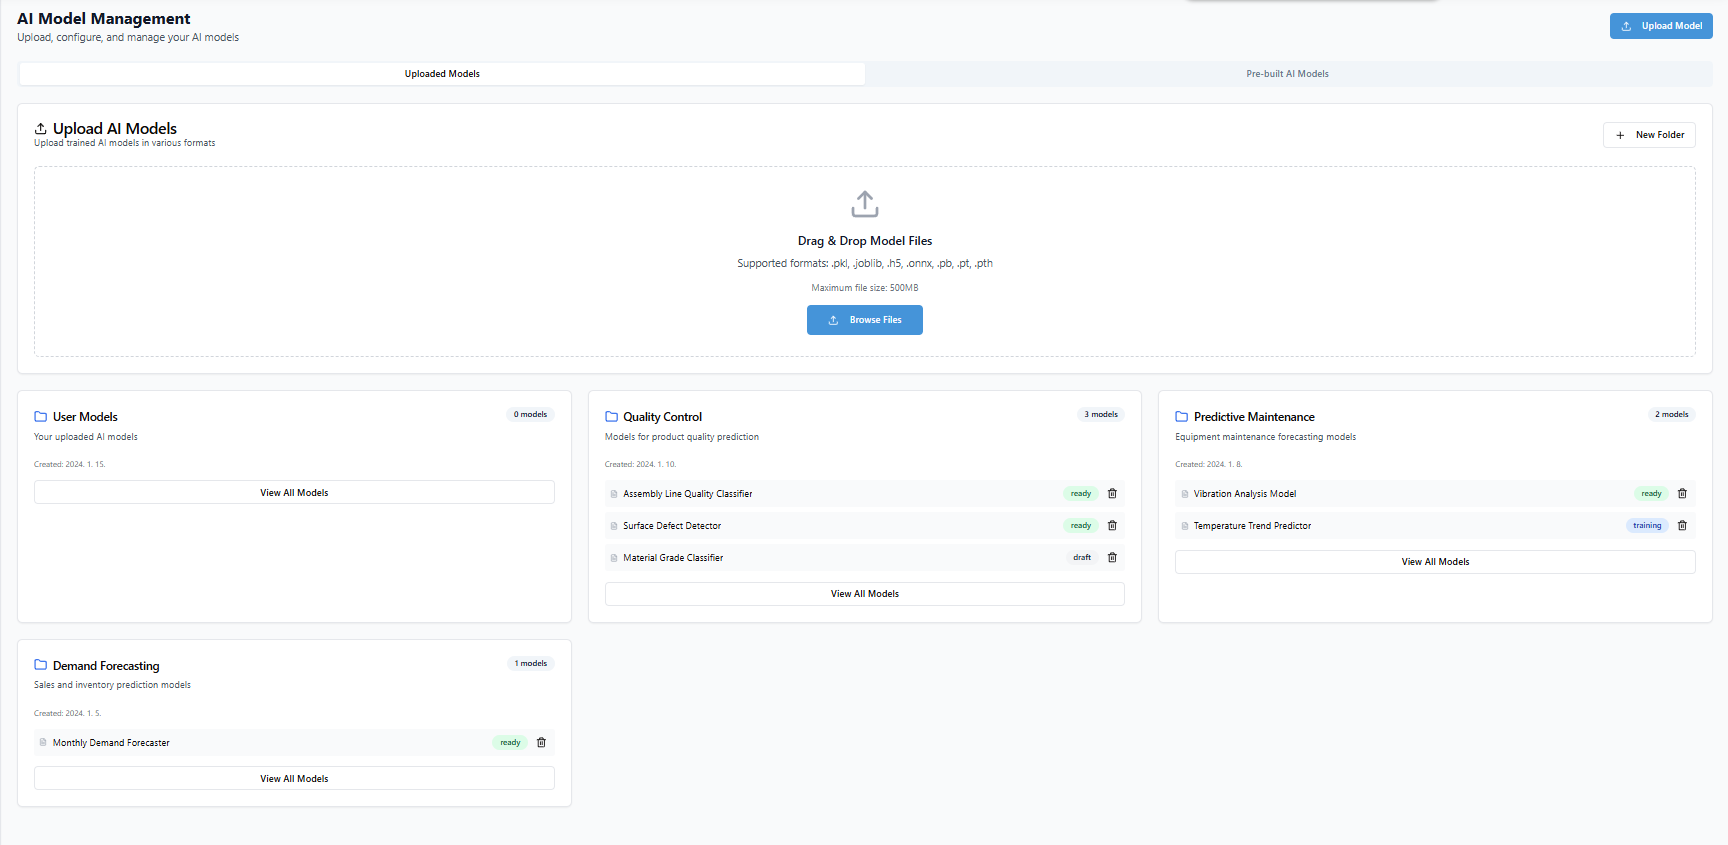 AI Model Management
Upload, configure, and manage your AI models
Upload Model
Uploaded Models
Pre-built AI Models
Upload AI Models
Upload trained AI models in various formats
New Folder
Drag & Drop Model Files
Supported formats: .pkl, .joblib, .h5, .onnx, .pb, .pt, .pth
Maximum file size: 500MB
Browse Files
User Models
0 models
Your uploaded AI models
Created: 2024. 1. 15.
View All Models
Quality Control
3 models
Models for product quality prediction
Created: 2024. 1. 10.
Assembly Line Quality Classifier
ready
Surface Defect Detector
ready
Material Grade Classifier
draft
View All Models
Predictive Maintenance
2 models
Equipment maintenance forecasting models
Created: 2024. 1. 8.
Vibration Analysis Model
ready
Temperature Trend Predictor
training
View All Models
Demand Forecasting
1 models
Sales and inventory prediction models
Created: 2024. 1. 5.
Monthly Demand Forecaster
ready
View All Models